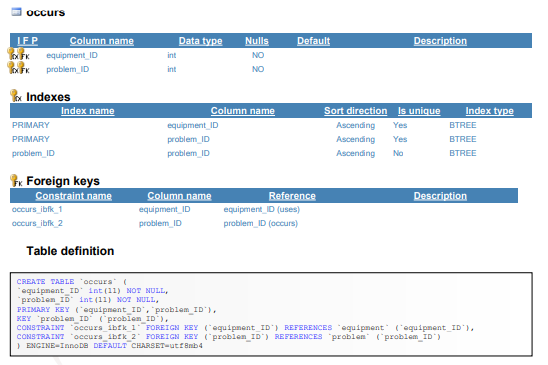 occurs
I F P Column name Data type Nulls Default Description
equipment_ID int NO
problem_ID int NO
Indexes
Index name Column name Sort direction Is unique Index type
PRIMARY equipment_ID Ascending Yes BTREE
PRIMARY problem_ID Ascending Yes BTREE
problem_ID problem_ID Ascending No BTREE
Foreign keys
Constraint name Column name Reference Description
occurs_ibfk_1 equipment_ID equipment_ID (uses)
occurs_ibfk_2 problem_ID problem_ID (occurs)
Table definition
CREATE TABLE `occurs` (
`equipment_ID` int(11) NOT NULL,
`problem_ID` int(11) NOT NULL,
PRIMARY KEY (`equipment_ID`,`problem_ID`),
KEY `problem_ID` (`problem_ID`),
CONSTRAINT `occurs_ibfk_1` FOREIGN KEY (`equipment_ID`) REFERENCES `equipment` (`equipment_ID`),
CONSTRAINT `occurs_ibfk_2` FOREIGN KEY (`problem_ID`) REFERENCES `problem` (`problem_ID`)
) ENGINE=InnoDB DEFAULT CHARSET=utf8mb4